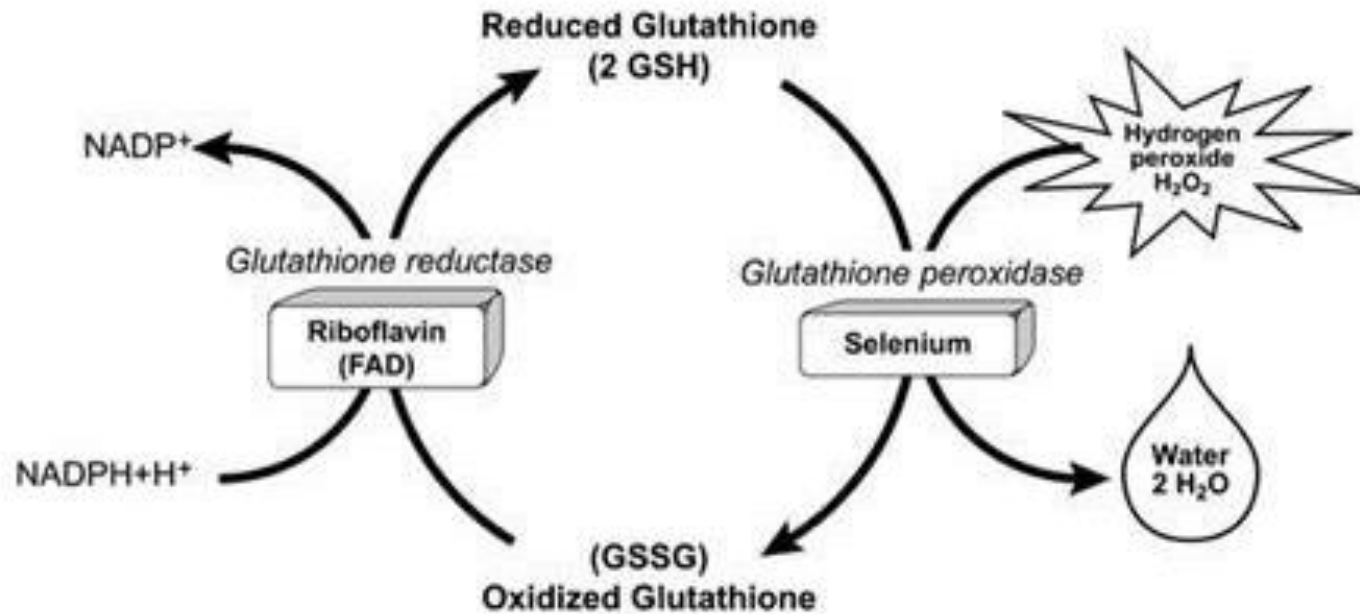 Reduced Glutathione
(2 GSH)
NADP⁺
Hydrogen
peroxide
H₂O₂
Glutathione reductase
Glutathione peroxidase
Riboflavin
(FAD)
Selenium
NADPH+H⁺
Water
2 H₂O
(GSSG)
Oxidized Glutathione